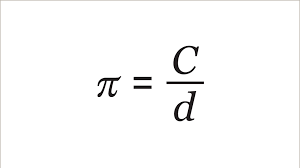 π = C/d